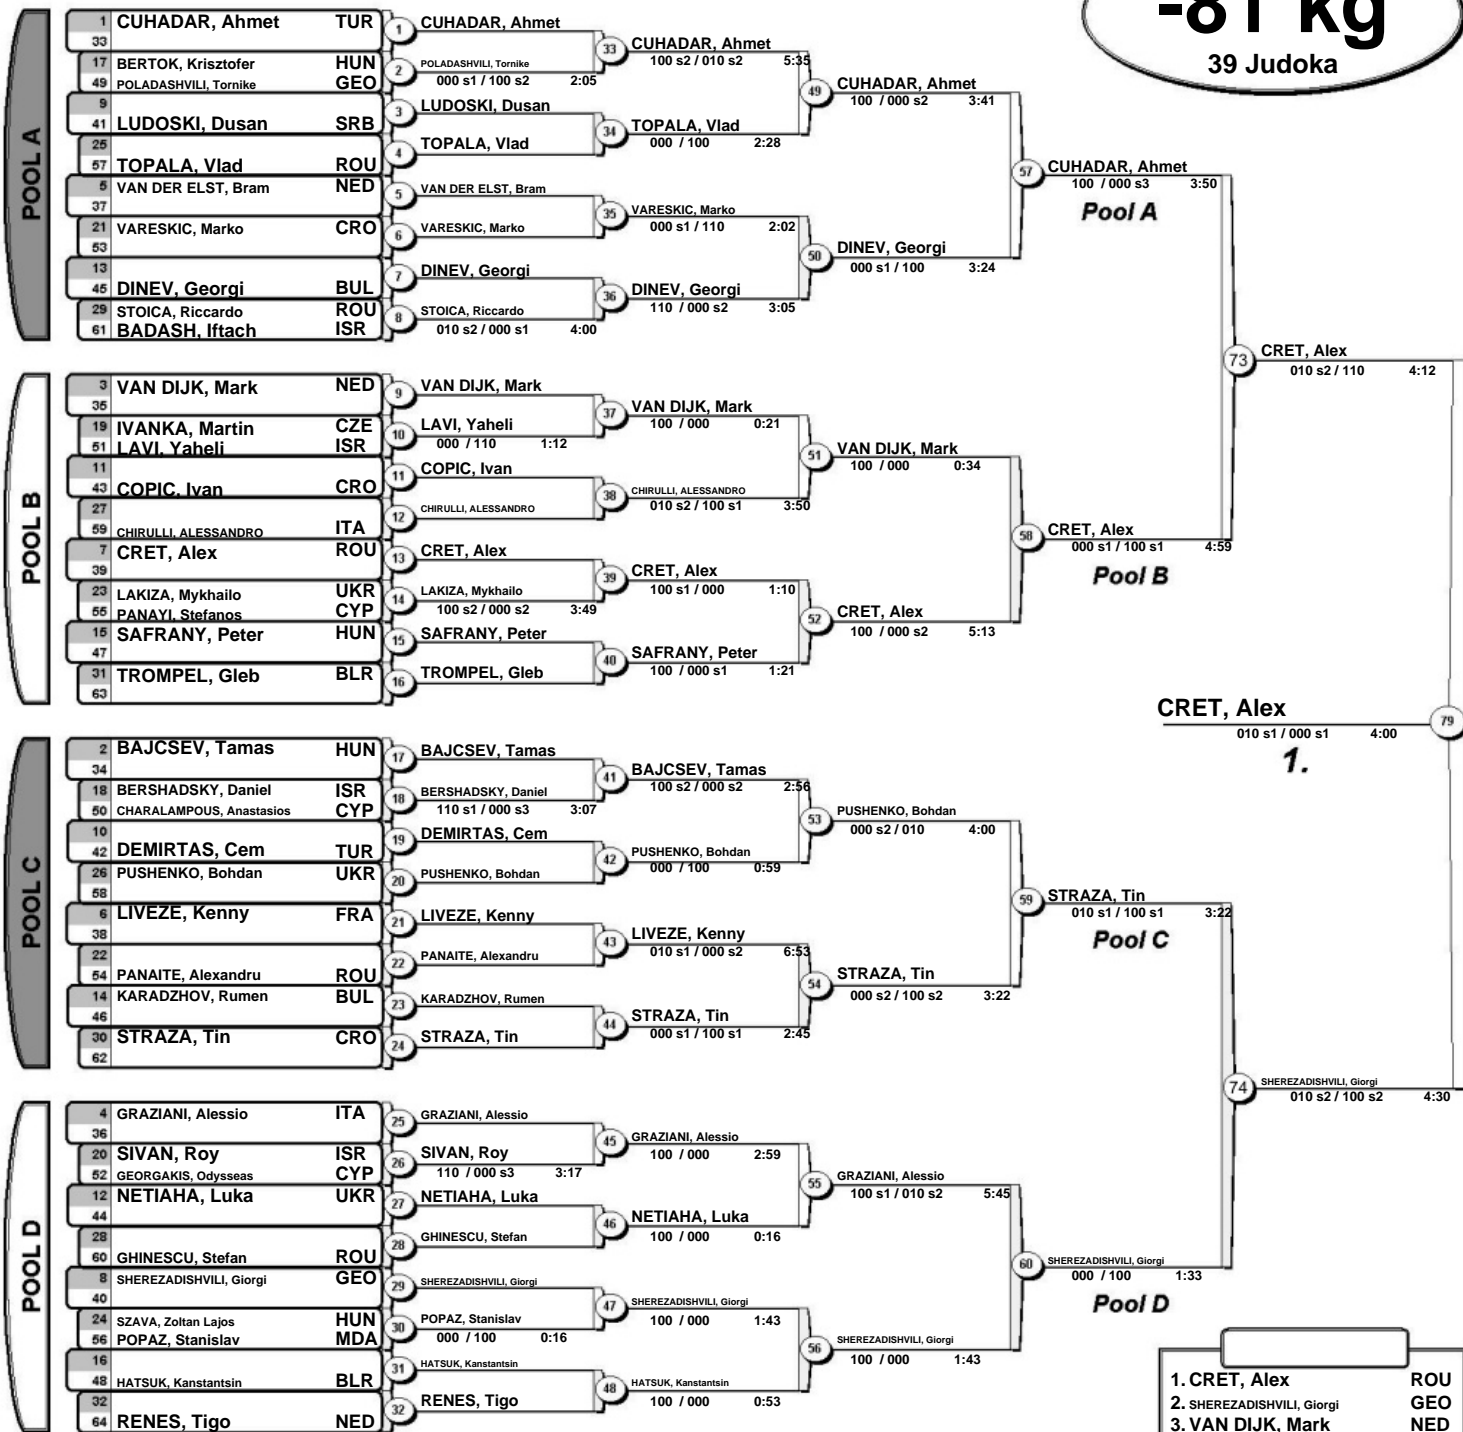 -81 kg
39 Judoka
POOL A
1 CUHADAR, Ahmet TUR
33
17 BERTOK, Krisztofer HUN
49 POLADASHVILI, Tornike GEO
9
41 LUDOSKI, Dusan SRB
25
57 TOPALA, Vlad ROU
5 VAN DER ELST, Bram NED
37
21 VARESKIC, Marko CRO
53
13
45 DINEV, Georgi BUL
29 STOICA, Riccardo ROU
61 BADASH, Iftach ISR
1 CUHADAR, Ahmet
2 POLADASHVILI, Tornike
000 s1 / 100 s2 2:05
3 LUDOSKI, Dusan
4 TOPALA, Vlad
5 VAN DER ELST, Bram
6 VARESKIC, Marko
7 DINEV, Georgi
8 STOICA, Riccardo
010 s2 / 000 s1 4:00
33 CUHADAR, Ahmet
100 s2 / 010 s2 5:35
34 TOPALA, Vlad
000 / 100 2:28
35 VARESKIC, Marko
000 s1 / 110 2:02
36 DINEV, Georgi
110 / 000 s2 3:05
49 CUHADAR, Ahmet
100 / 000 s2 3:41
50 DINEV, Georgi
000 s1 / 100 3:24
57 CUHADAR, Ahmet
100 / 000 s3 3:50
Pool A
POOL B
3 VAN DIJK, Mark NED
35
19 IVANKA, Martin CZE
51 LAVI, Yaheli ISR
11
43 COPIC, Ivan CRO
27
59 CHIRULLI, ALESSANDRO ITA
7 CRET, Alex ROU
39
23 LAKIZA, Mykhailo UKR
55 PANAYI, Stefanos CYP
15 SAFRANY, Peter HUN
47
31 TROMPEL, Gleb BLR
63
9 VAN DIJK, Mark
10 LAVI, Yaheli
000 / 110 1:12
11 COPIC, Ivan
12 CHIRULLI, ALESSANDRO
13 CRET, Alex
14 LAKIZA, Mykhailo
100 s2 / 000 s2 3:49
15 SAFRANY, Peter
16 TROMPEL, Gleb
37 VAN DIJK, Mark
100 / 000 0:21
38 CHIRULLI, ALESSANDRO
010 s2 / 100 s1 3:50
39 CRET, Alex
100 s1 / 000 1:10
40 SAFRANY, Peter
100 / 000 s1 1:21
51 VAN DIJK, Mark
100 / 000 0:34
52 CRET, Alex
100 / 000 s2 5:13
58 CRET, Alex
000 s1 / 100 s1 4:59
Pool B
73 CRET, Alex
010 s2 / 110 4:12
CRET, Alex 79
010 s1 / 000 s1 4:00
1.
POOL C
2 BAJCSEV, Tamas HUN
34
18 BERSHADSKY, Daniel ISR
50 CHARALAMPOUS, Anastasios CYP
10
42 DEMIRTAS, Cem TUR
26 PUSHENKO, Bohdan UKR
58
6 LIVEZE, Kenny FRA
38
22
54 PANAITE, Alexandru ROU
14 KARADZHOV, Rumen BUL
46
30 STRAZA, Tin CRO
62
17 BAJCSEV, Tamas
18 BERSHADSKY, Daniel
110 s1 / 000 s3 3:07
19 DEMIRTAS, Cem
20 PUSHENKO, Bohdan
21 LIVEZE, Kenny
22 PANAITE, Alexandru
23 KARADZHOV, Rumen
24 STRAZA, Tin
41 BAJCSEV, Tamas
100 s2 / 000 s2 2:56
42 PUSHENKO, Bohdan
000 / 100 0:59
43 LIVEZE, Kenny
010 s1 / 000 s2 6:53
44 STRAZA, Tin
000 s1 / 100 s1 2:45
53 PUSHENKO, Bohdan
000 s2 / 010 4:00
54 STRAZA, Tin
000 s2 / 100 s2 3:22
59 STRAZA, Tin
010 s1 / 100 s1 3:22
Pool C
74 SHEREZADISHVILI, Giorgi
010 s2 / 100 s2 4:30
POOL D
4 GRAZIANI, Alessio ITA
36
20 SIVAN, Roy ISR
52 GEORGAKIS, Odysseas CYP
12 NETIAHA, Luka UKR
44
28
60 GHINESCU, Stefan ROU
8 SHEREZADISHVILI, Giorgi GEO
40
24 SZAVA, Zoltan Lajos HUN
56 POPAZ, Stanislav MDA
16
48 HATSUK, Kanstantsin BLR
32
64 RENES, Tigo NED
25 GRAZIANI, Alessio
26 SIVAN, Roy
110 / 000 s3 3:17
27 NETIAHA, Luka
28 GHINESCU, Stefan
29 SHEREZADISHVILI, Giorgi
30 POPAZ, Stanislav
000 / 100 0:16
31 HATSUK, Kanstantsin
32 RENES, Tigo
45 GRAZIANI, Alessio
100 / 000 2:59
46 NETIAHA, Luka
100 / 000 0:16
47 SHEREZADISHVILI, Giorgi
100 / 000 1:43
48 HATSUK, Kanstantsin
100 / 000 0:53
55 GRAZIANI, Alessio
100 s1 / 010 s2 5:45
56 SHEREZADISHVILI, Giorgi
100 / 000 1:43
60 SHEREZADISHVILI, Giorgi
000 / 100 1:33
Pool D
1. CRET, Alex ROU
2. SHEREZADISHVILI, Giorgi GEO
3. VAN DIJK, Mark NED